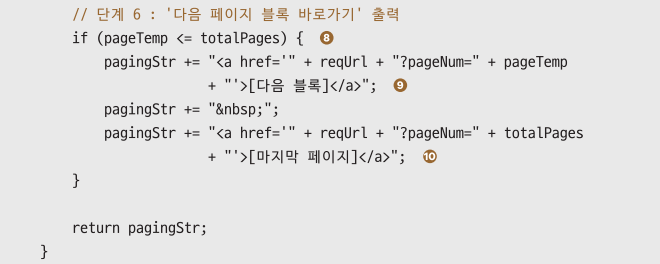 // 단계 6 : '다음 페이지 블록 바로가기' 출력
if (pageTemp <= totalPages) { ❽
pagingStr += "<a href='" + reqUrl + "?pageNum=" + pageTemp
+ "'>[다음 블록]</a>"; ❾
pagingStr += "&nbsp;";
pagingStr += "<a href='" + reqUrl + "?pageNum=" + totalPages
+ "'>[마지막 페이지]</a>"; ❿
}
return pagingStr;
}